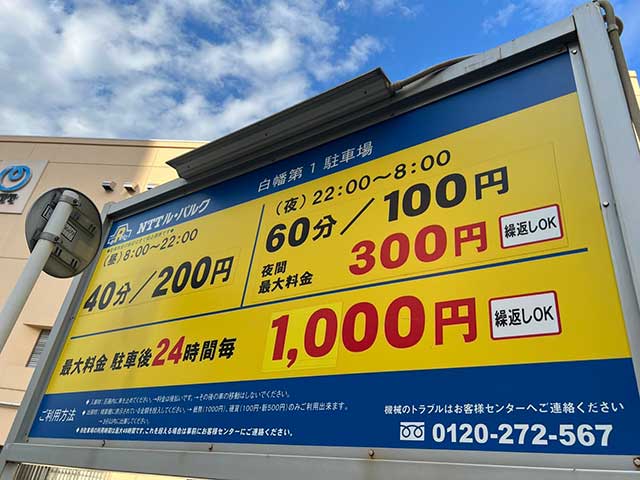 白幡第1駐車場
NTTル・パルク
(昼) 8:00〜22:00
40分/200円
(夜) 22:00〜8:00
60分/100円
夜間
最大料金
300円
繰返しOK
最大料金 駐車後24時間毎
1,000円
繰返しOK
ご利用方法
機械のトラブルはお客様センターへご連絡ください
0120-272-567